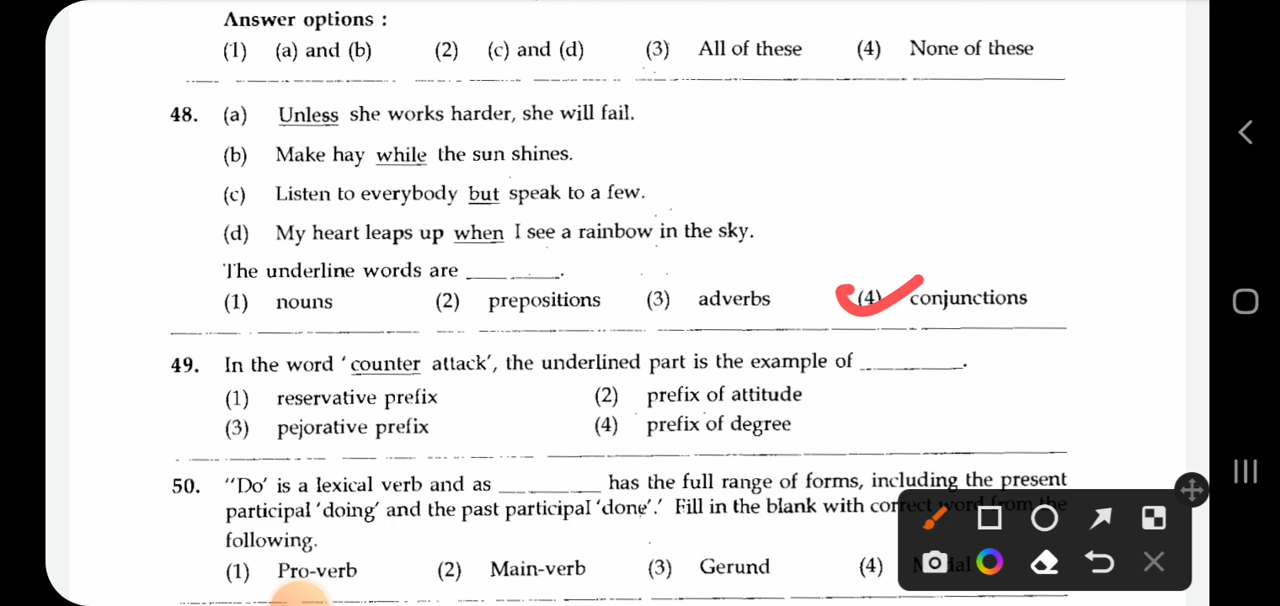 Answer options :
(1) (a) and (b) (2) (c) and (d) (3) All of these (4) None of these
48. (a) Unless she works harder, she will fail.
(b) Make hay while the sun shines.
(c) Listen to everybody but speak to a few.
(d) My heart leaps up when I see a rainbow in the sky.
The underline words are ______.
(1) nouns (2) prepositions (3) adverbs (4) conjunctions
49. In the word 'counter attack', the underlined part is the example of ______.
(1) reservative prefix (2) prefix of attitude
(3) pejorative prefix (4) prefix of degree
50. "Do' is a lexical verb and as ______ has the full range of forms, including the present
participal 'doing' and the past participal 'done'.' Fill in the blank with correct word from the
following.
(1) Pro-verb (2) Main-verb (3) Gerund (4)